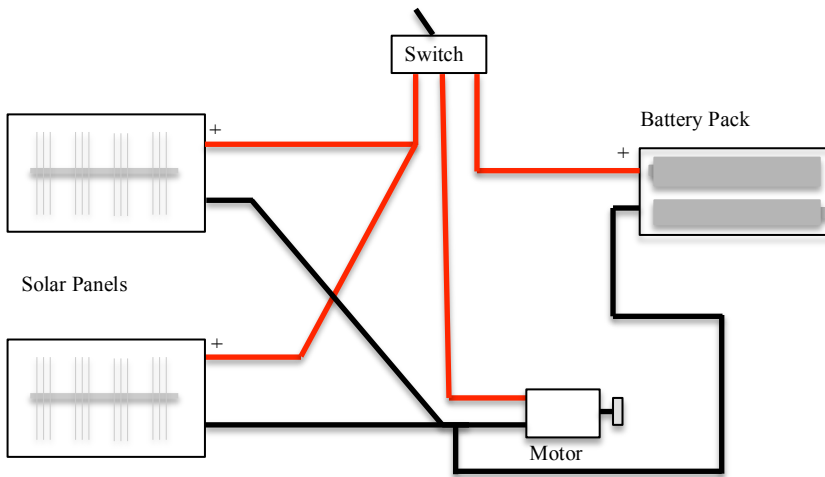 Switch
+
Battery Pack
+
Solar Panels
+
Motor